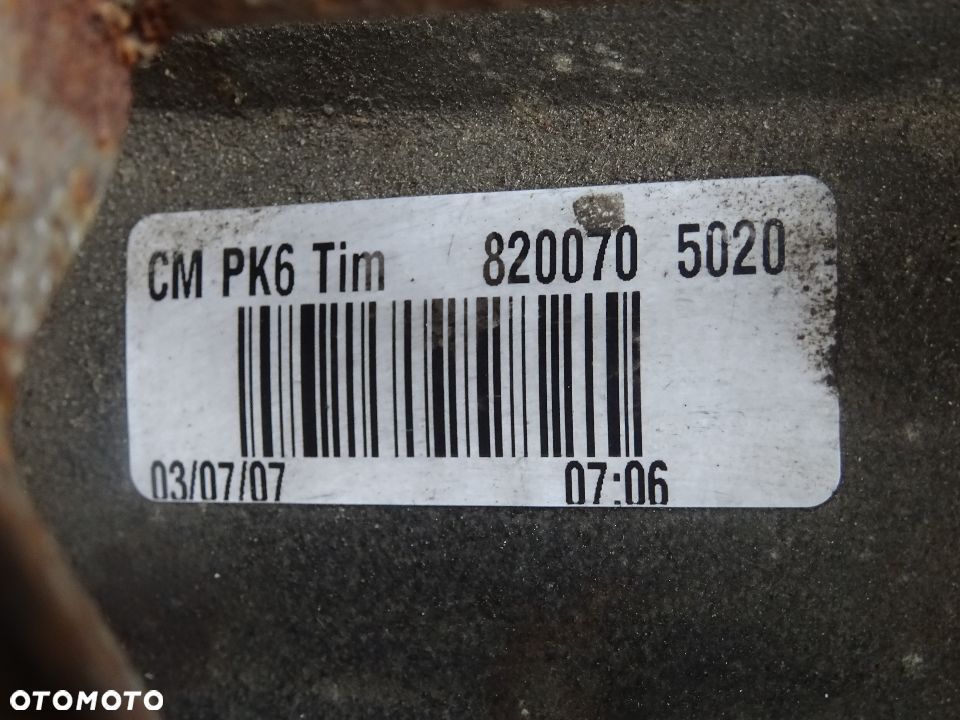 CM PK6 Tim 820070 5020
03/07/07 07:06
OTOMOTO